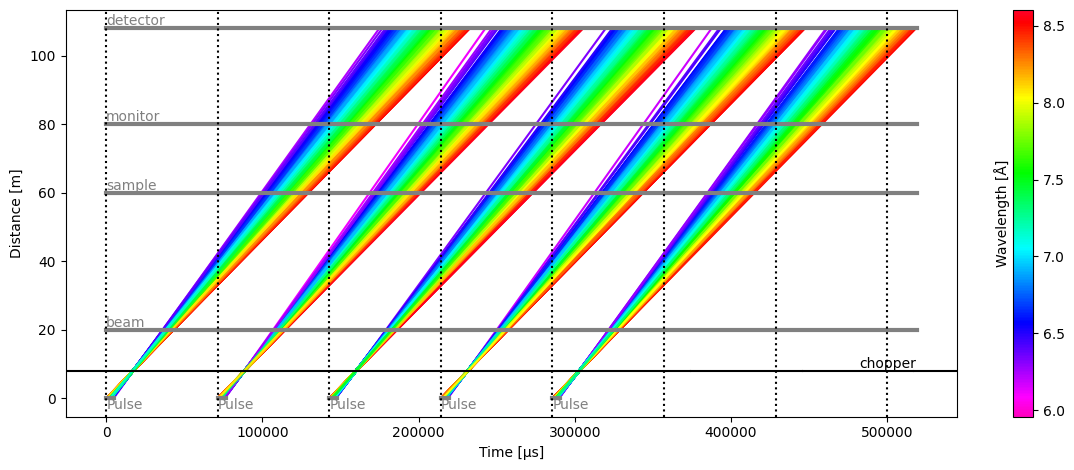 detector
100
monitor
80
sample
60
40
beam
20
chopper
0
Pulse Pulse Pulse Pulse Pulse
0 100000 200000 300000 400000 500000
Time [μs]
Distance [m]
8.5
8.0
7.5
7.0
6.5
6.0
Wavelength [Å]